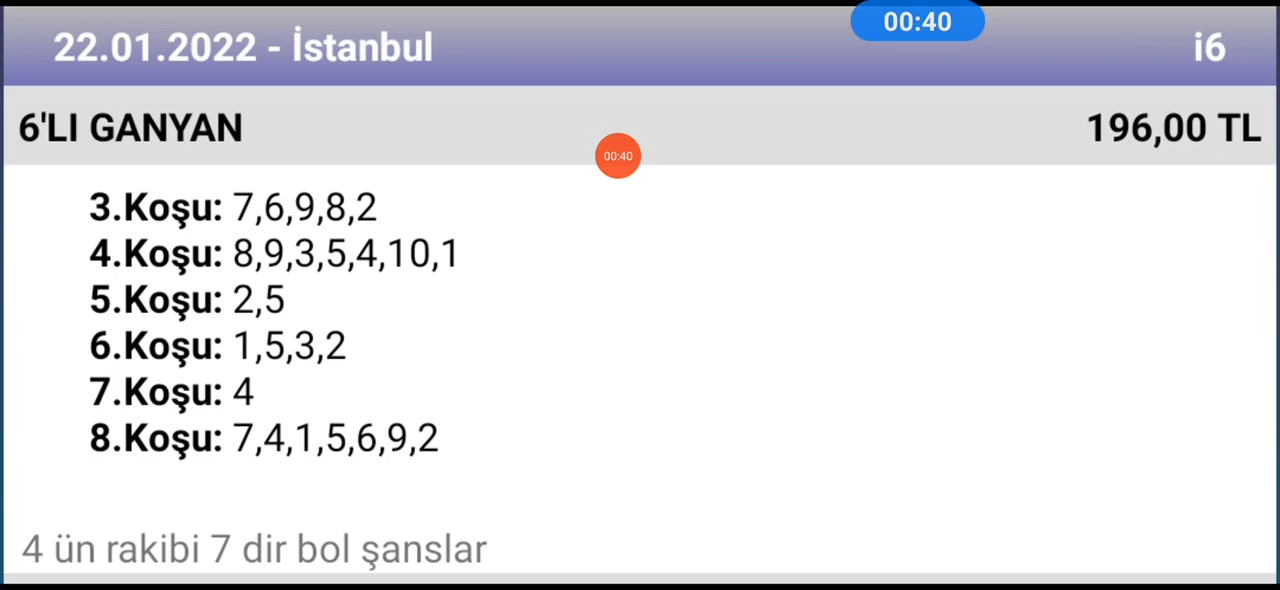 00:40
22.01.2022 - İstanbul i6
6'LI GANYAN 196,00 TL
00:40
3.Koşu: 7,6,9,8,2
4.Koşu: 8,9,3,5,4,10,1
5.Koşu: 2,5
6.Koşu: 1,5,3,2
7.Koşu: 4
8.Koşu: 7,4,1,5,6,9,2
4 ün rakibi 7 dir bol şanslar